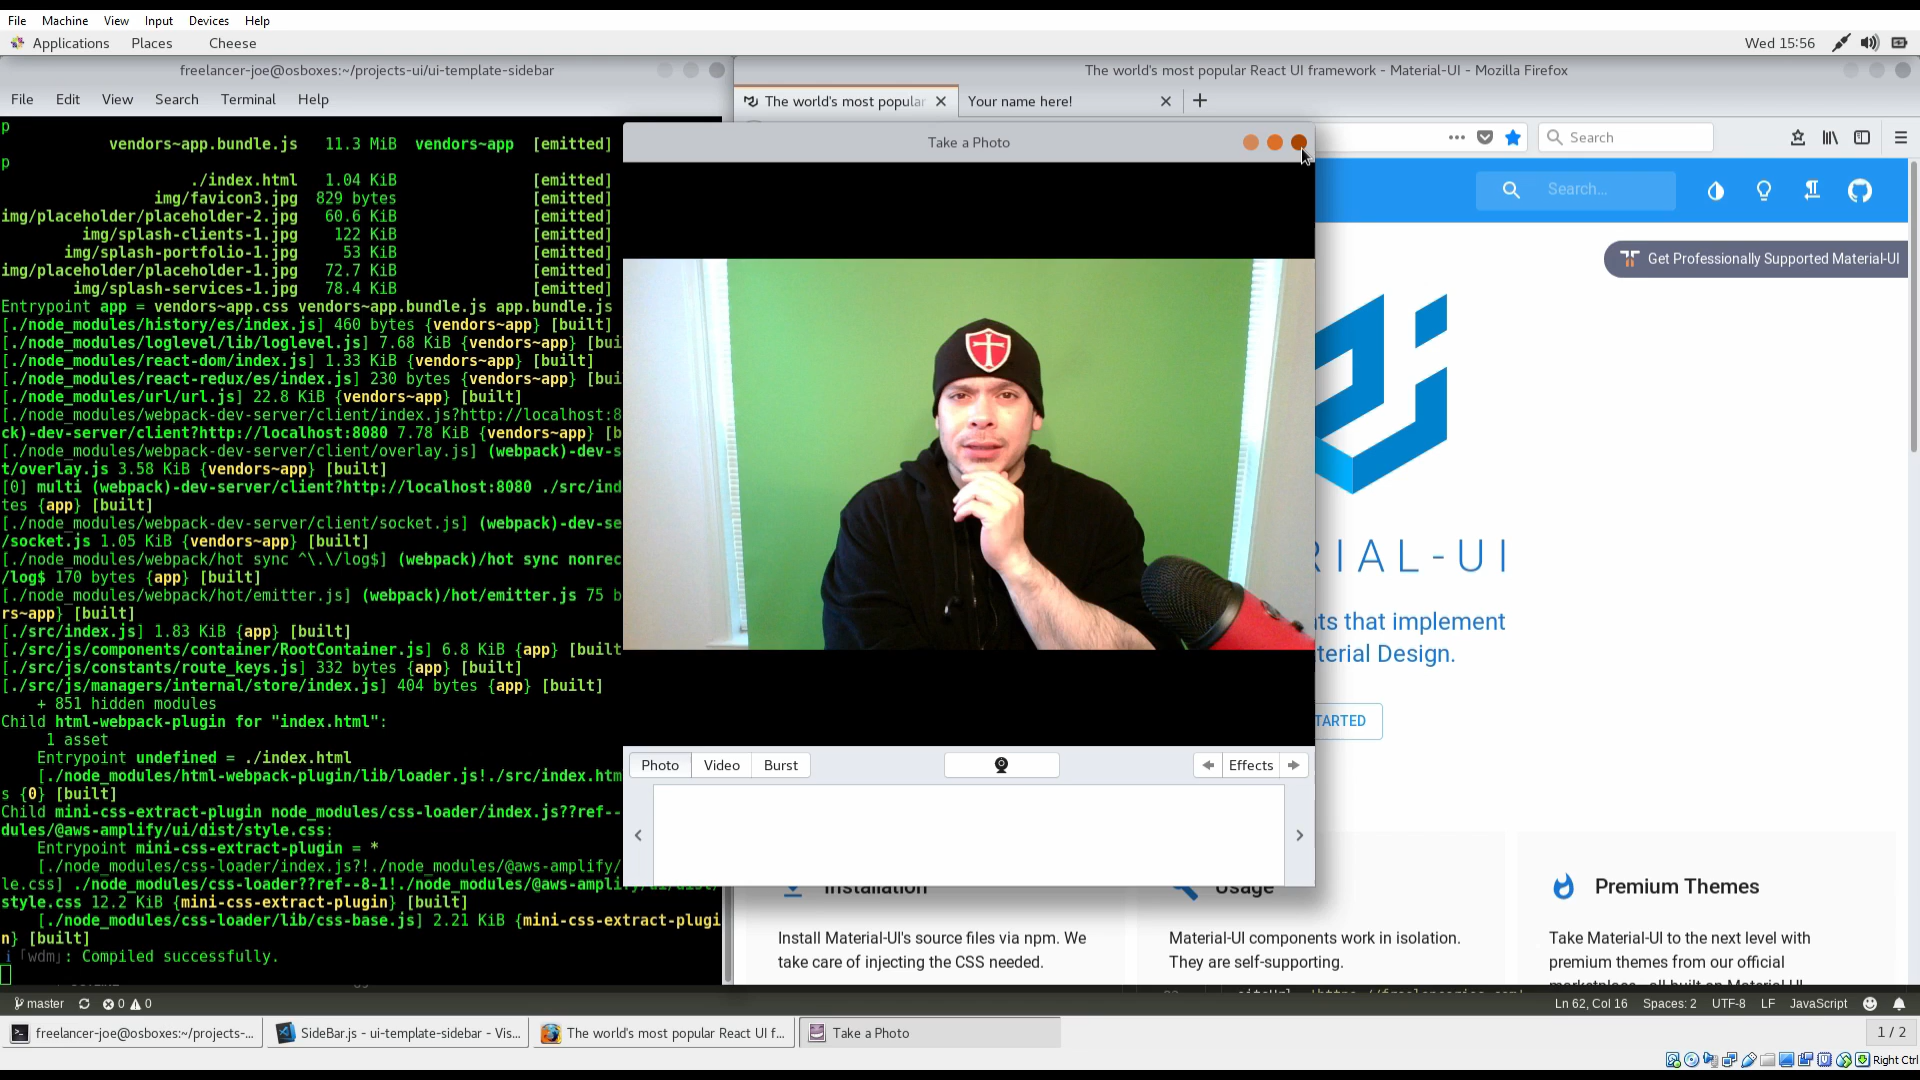 File Machine View Input Devices Help
Applications Places Cheese Wed 15:56
freelancer-joe@osboxes:~/projects-ui/ui-template-sidebar
File Edit View Search Terminal Help
p
vendors~app.bundle.js 11.3 MiB vendors~app [emitted]
p
./index.html 1.04 KiB [emitted]
img/favicon3.jpg 829 bytes [emitted]
img/placeholder/placeholder-2.jpg 60.6 KiB [emitted]
img/splash-clients-1.jpg 122 KiB [emitted]
img/splash-portfolio-1.jpg 53 KiB [emitted]
img/placeholder/placeholder-1.jpg 72.7 KiB [emitted]
img/splash-services-1.jpg 78.4 KiB [emitted]
Entrypoint app = vendors~app.css vendors~app.bundle.js app.bundle.js
[./node_modules/history/es/index.js] 460 bytes {vendors~app} [built]
[./node_modules/loglevel/lib/loglevel.js] 7.68 KiB {vendors~app} [bui
[./node_modules/react-dom/index.js] 1.33 KiB {vendors~app} [built]
[./node_modules/react-redux/es/index.js] 230 bytes {vendors~app} [bui
[./node_modules/url/url.js] 22.8 KiB {vendors~app} [built]
[./node_modules/webpack-dev-server/client/index.js?http://localhost:8
ck)-dev-server/client?http://localhost:8080 7.78 KiB {vendors~app} [b
[./node_modules/webpack-dev-server/client/overlay.js] (webpack)-dev-s
t/overlay.js 3.58 KiB {vendors~app} [built]
[0] multi (webpack)-dev-server/client?http://localhost:8080 ./src/ind
tes {app} [built]
[./node_modules/webpack-dev-server/client/socket.js] (webpack)-dev-se
/socket.js 1.05 KiB {vendors~app} [built]
[./node_modules/webpack/hot sync ^\.\/log$] (webpack)/hot sync nonrec
/log$ 170 bytes {app} [built]
[./node_modules/webpack/hot/emitter.js] (webpack)/hot/emitter.js 75 b
rs~app} [built]
[./src/index.js] 1.83 KiB {app} [built]
[./src/js/components/container/RootContainer.js] 6.8 KiB {app} [built
[./src/js/constants/route_keys.js] 332 bytes {app} [built]
[./src/js/managers/internal/store/index.js] 404 bytes {app} [built]
+ 851 hidden modules
Child html-webpack-plugin for "index.html":
1 asset
Entrypoint undefined = ./index.html
[./node_modules/html-webpack-plugin/lib/loader.js!./src/index.htm
s {0} [built]
Child mini-css-extract-plugin node_modules/css-loader/index.js??ref--
dules/@aws-amplify/ui/dist/style.css:
Entrypoint mini-css-extract-plugin = *
[./node_modules/css-loader/index.js?!./node_modules/@aws-amplify/
le.css] ./node_modules/css-loader??ref--8-1!./node_modules/@aws-amplify/ui/dist/
style.css 12.2 KiB {mini-css-extract-plugin} [built]
[./node_modules/css-loader/lib/css-base.js] 2.21 KiB {mini-css-extract-plugi
n} [built]
i ｢wdm｣: Compiled successfully.
The world's most popular React UI framework - Material-UI - Mozilla Firefox
The world's most popular
Your name here!
Search
Search...
Get Professionally Supported Material-UI
RIAL-UI
ts that implement
terial Design.
TARTED
Installation
Usage
Premium Themes
Install Material-UI's source files via npm. We
take care of injecting the CSS needed.
Material-UI components work in isolation.
They are self-supporting.
Take Material-UI to the next level with
premium themes from our official
Take a Photo
Photo Video Burst Effects
master 0 0 Ln 62, Col 16 Spaces: 2 UTF-8 LF JavaScript
freelancer-joe@osboxes:~/projects-...
SideBar.js - ui-template-sidebar - Vis...
The world's most popular React UI f...
Take a Photo
1 / 2
Right Ctrl